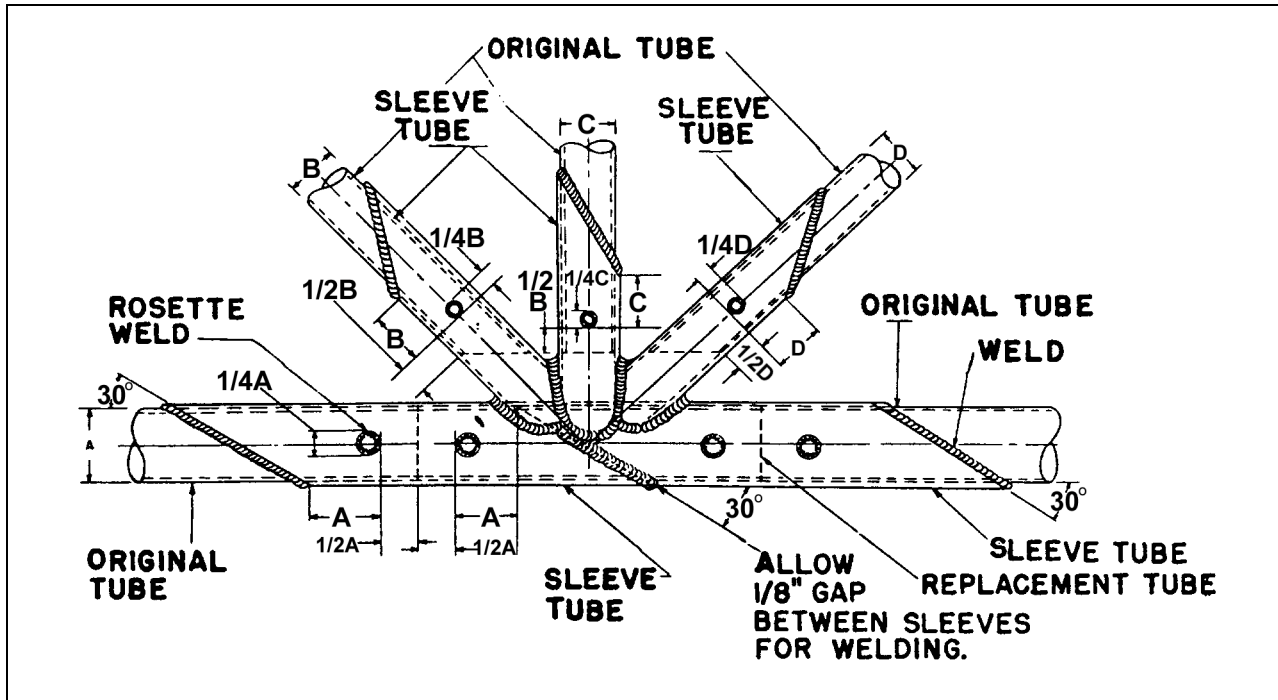 ORIGINAL TUBE
SLEEVE
TUBE
C
SLEEVE
TUBE
D
B
1/4B
1/2
B
1/4C
C
1/4D
1/2B
B
D
1/2D
ROSETTE
WELD
ORIGINAL TUBE
WELD
1/4A
30°
A
A
A
1/2A
1/2A
30°
30°
ORIGINAL
TUBE
SLEEVE
TUBE
ALLOW
1/8" GAP
BETWEEN SLEEVES
FOR WELDING.
SLEEVE TUBE
REPLACEMENT TUBE